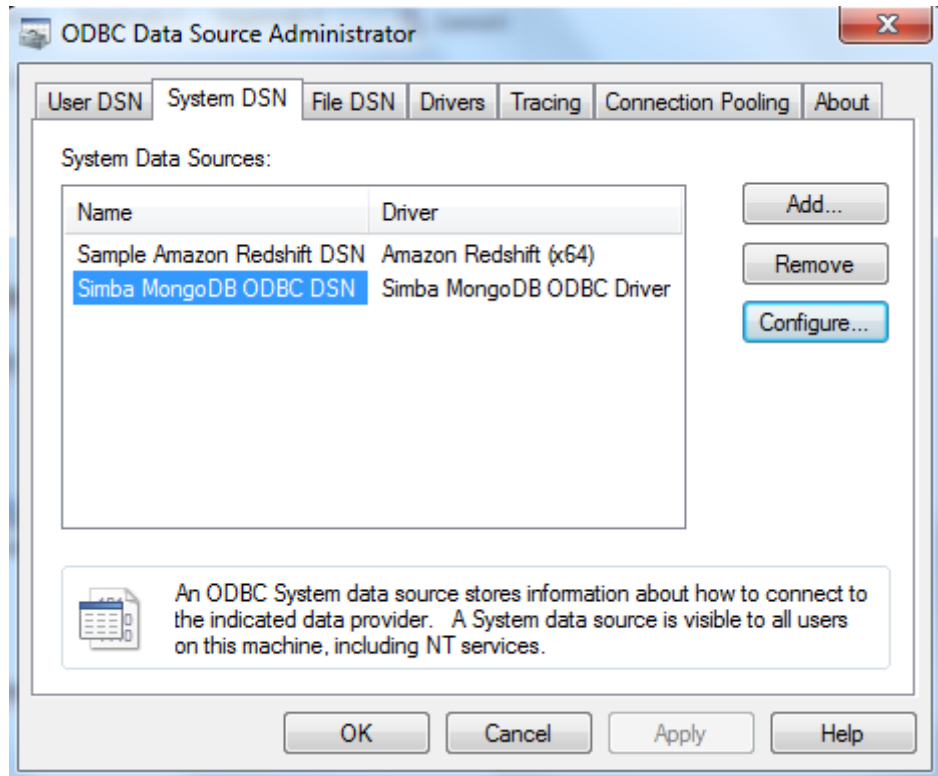 ODBC Data Source Administrator
User DSN System DSN File DSN Drivers Tracing Connection Pooling About
System Data Sources:
Name Driver
Sample Amazon Redshift DSN Amazon Redshift (x64)
Simba MongoDB ODBC DSN Simba MongoDB ODBC Driver
Add...
Remove
Configure...
An ODBC System data source stores information about how to connect to
the indicated data provider. A System data source is visible to all users
on this machine, including NT services.
OK Cancel Apply Help